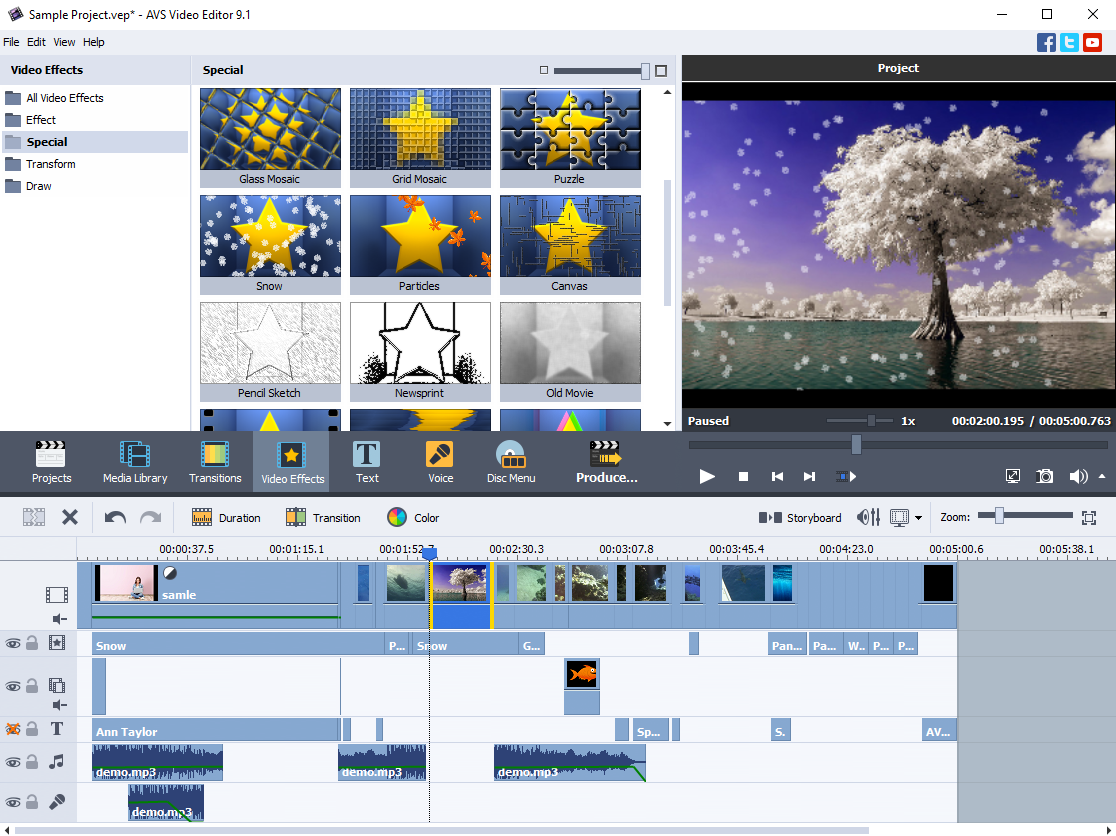 Sample Project.vep* - AVS Video Editor 9.1
File Edit View Help
Video Effects
Special
Project
All Video Effects
Effect
Special
Transform
Draw
Glass Mosaic
Grid Mosaic
Puzzle
Snow
Particles
Canvas
Pencil Sketch
Newsprint
Old Movie
Paused
1x
00:02:00.195 / 00:05:00.763
Projects
Media Library
Transitions
Video Effects
Text
Voice
Disc Menu
Produce...
Duration
Transition
Color
Storyboard
Zoom:
00:00:37.5
00:01:15.1
00:01:52.7
00:02:30.3
00:03:07.8
00:03:45.4
00:04:23.0
00:05:00.6
00:05:38.1
samle
Snow
P...
Snow
G...
Pan...
Pa...
W..
P...
P...
T
Ann Taylor
Sp...
S.
AV...
demo.mp3
demo.mp3
demo.mp3
demo.mp3